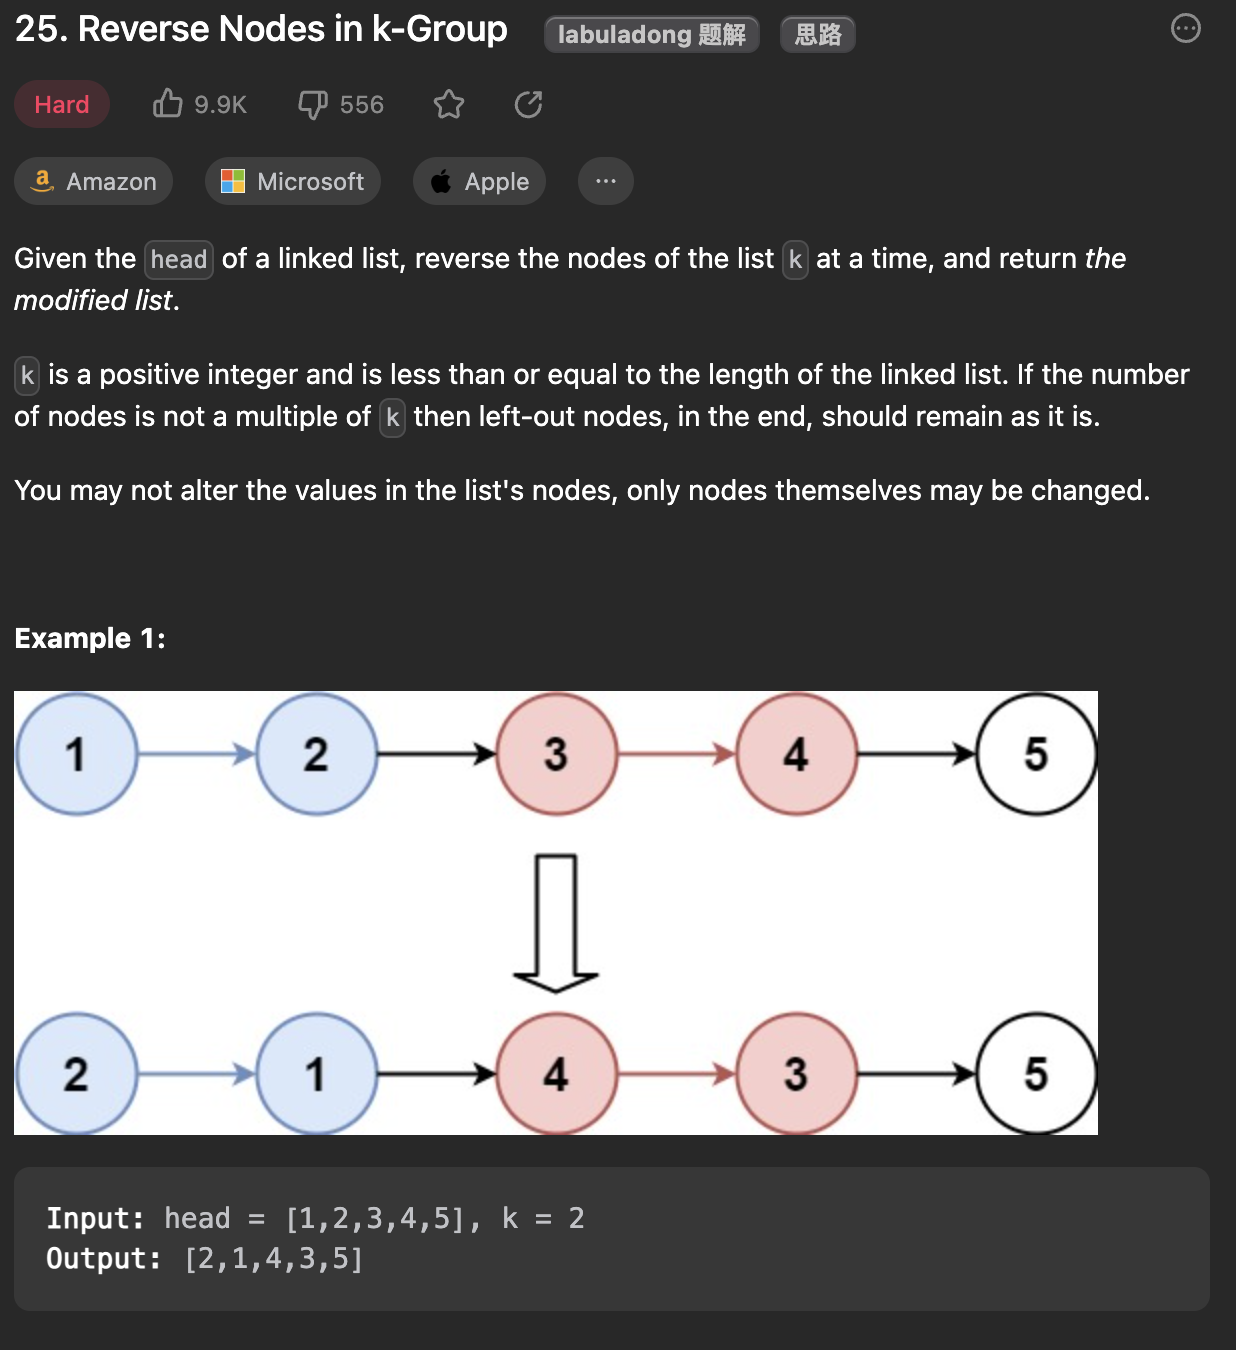 25. Reverse Nodes in k-Group labuladong 题解 思路
Hard 9.9K 556
Amazon Microsoft Apple ...
Given the head of a linked list, reverse the nodes of the list k at a time, and return the
modified list.
k is a positive integer and is less than or equal to the length of the linked list. If the number
of nodes is not a multiple of k then left-out nodes, in the end, should remain as it is.
You may not alter the values in the list's nodes, only nodes themselves may be changed.
Example 1:
1 2 3 4 5
2 1 4 3 5
Input: head = [1,2,3,4,5], k = 2
Output: [2,1,4,3,5]